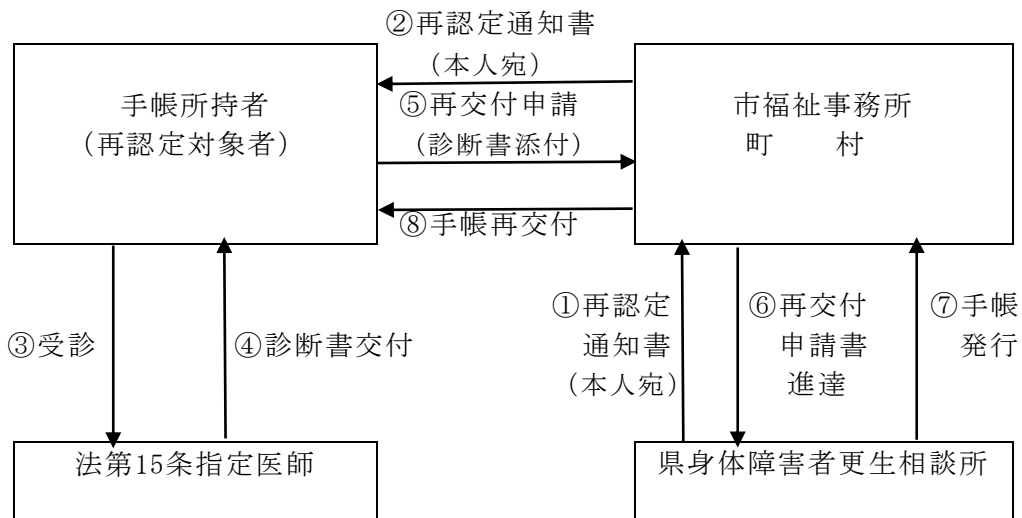 ②再認定通知書
（本人宛）
手帳所持者
（再認定対象者）
⑤再交付申請
（診断書添付）
市福祉事務所
町　　村
⑧手帳再交付
③受診
④診断書交付
①再認定
通知書
（本人宛）
⑥再交付
申請書
進達
⑦手帳
発行
法第15条指定医師
県身体障害者更生相談所